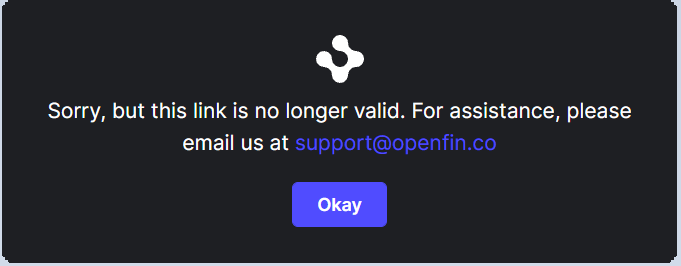 Sorry, but this link is no longer valid. For assistance, please
email us at support@openfin.co
Okay